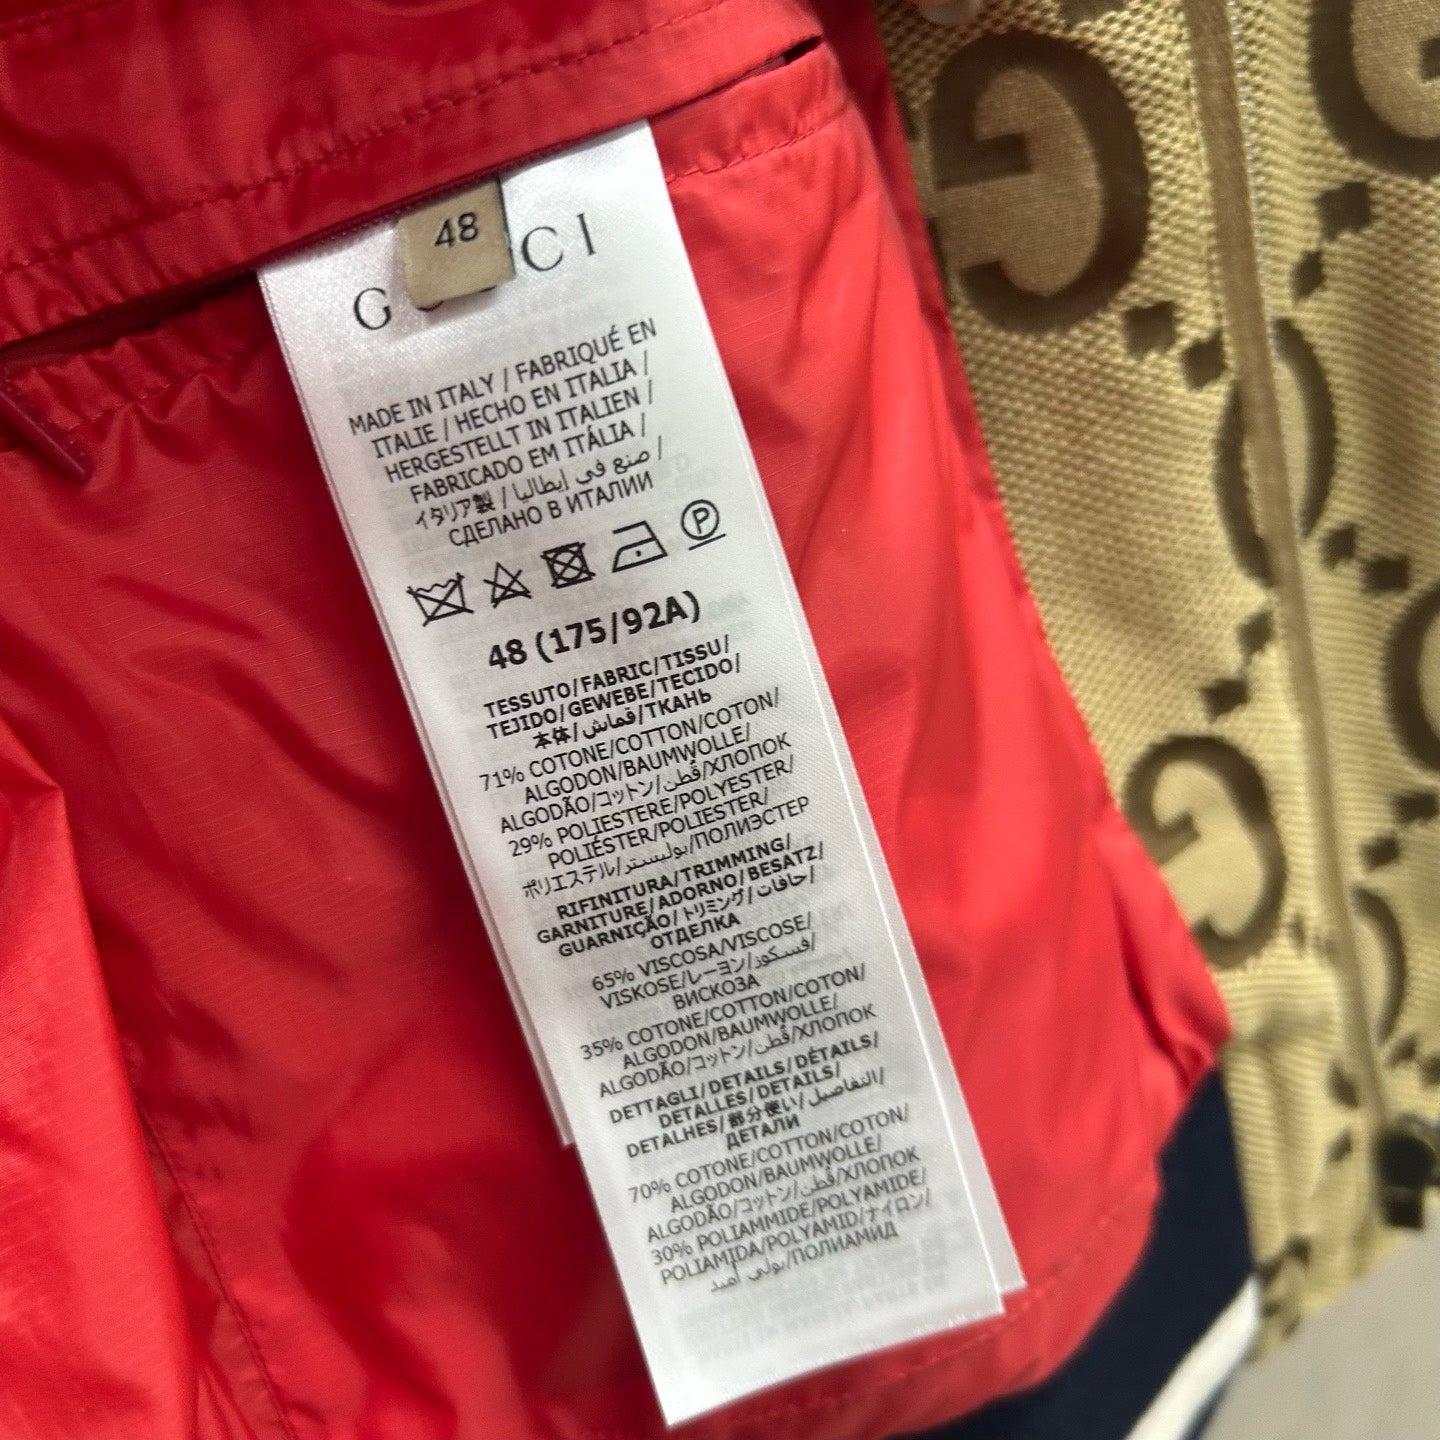 48
G CI
MADE IN ITALY / FABRIQUÉ EN
ITALIE / HECHO EN ITALIA /
HERGESTELLT IN ITALIEN /
FABRICADO EM ITÁLIA /
イタリア製 / صنع في إيطاليا /
СДЕЛАНО В ИТАЛИИ
P
48 (175/92A)
TESSUTO/FABRIC/TISSU/
TEJIDO/GEWEBE/TECIDO/
本体/قماش/ТКАНЬ
71% COTONE/COTTON/COTON/
ALGODON/BAUMWOLLE/
ALGODÃO/コットン/قطن/ХЛОПОК
29% POLIESTERE/POLYESTER/
POLIÉSTER/POLIESTER/
ポリエステル/بوليستر/ПОЛИЭСТЕР
RIFINITURA/TRIMMING/
GARNITURE/ADORNO/BESATZ/
GUARNIÇÃO/トリミング/حافات/
ОТДЕЛКА
65% VISCOSA/VISCOSE/
VISKOSE/レーヨン/فسكوز/
ВИСКОЗА
35% COTONE/COTTON/COTON/
ALGODON/BAUMWOLLE/
ALGODÃO/コットン/قطن/ХЛОПОК
DETTAGLI/DETAILS/DÉTAILS/
DETALLES/DETAILS/
DETALHES/部分使い/التفاصيل/
ДЕТАЛИ
70% COTONE/COTTON/COTON/
ALGODON/BAUMWOLLE/
ALGODÃO/コットン/قطن/ХЛОПОК
30% POLIAMMIDE/POLYAMIDE/
POLIAMIDA/POLYAMID/ナイロン/
بولي أميد/ПОЛИАМИД